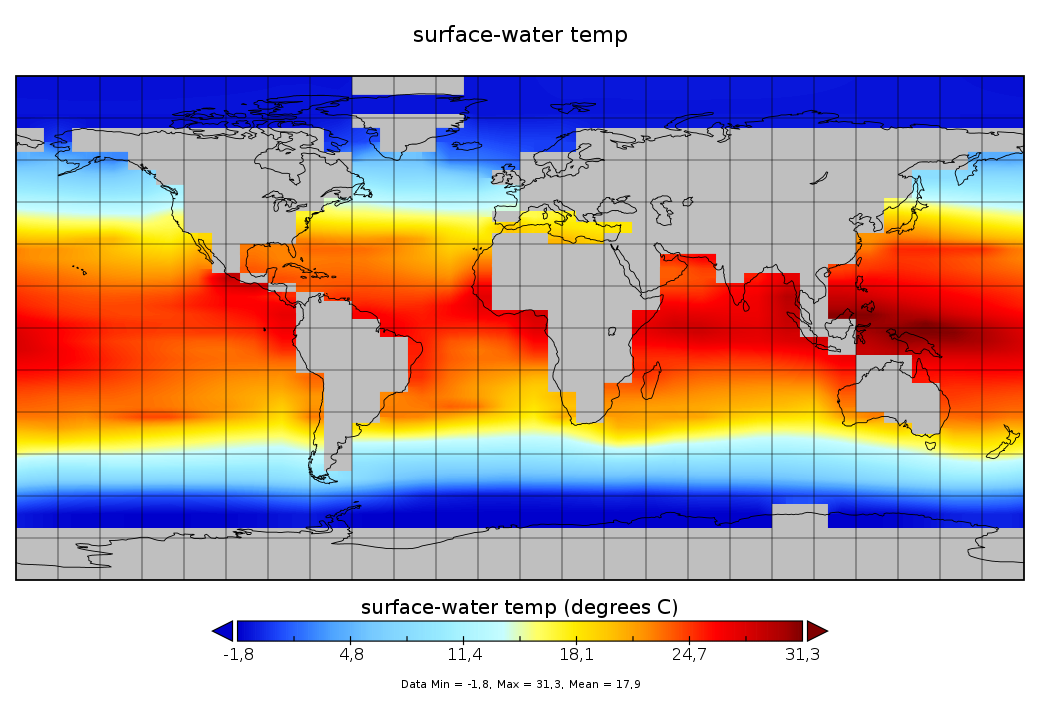 surface-water temp
surface-water temp (degrees C)
-1,8 4,8 11,4 18,1 24,7 31,3
Data Min = -1,8, Max = 31,3, Mean = 17,9